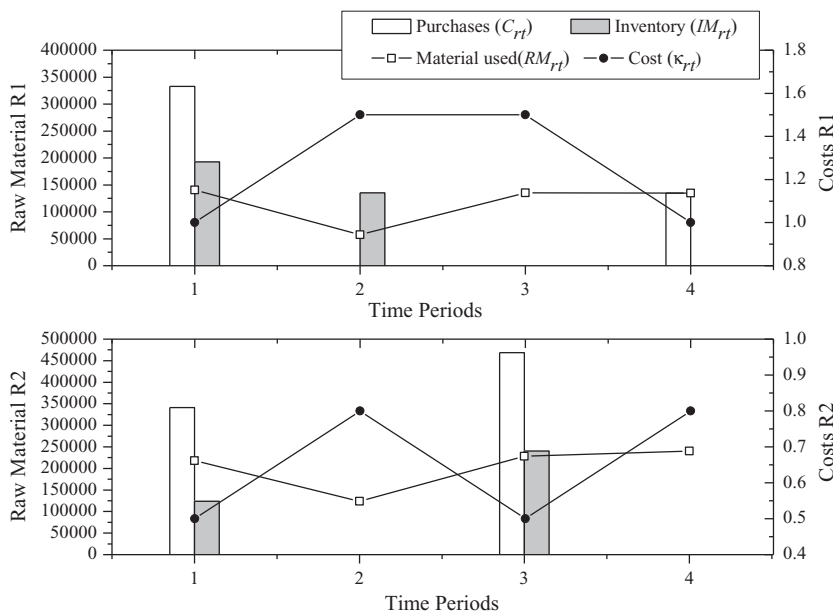 Purchases (C_rt) Inventory (IM_rt)
Material used(RM_rt) Cost (κ_rt)
400000 1.8
350000
300000 1.6
250000
200000 1.4
150000 1.2
100000 1.0
50000
0 0.8
Raw Material R1
Costs R1
1 2 3 4
Time Periods
500000 1.0
450000
400000 0.9
350000 0.8
300000
250000 0.7
200000
150000 0.6
100000 0.5
50000
0 0.4
Raw Material R2
Costs R2
1 2 3 4
Time Periods